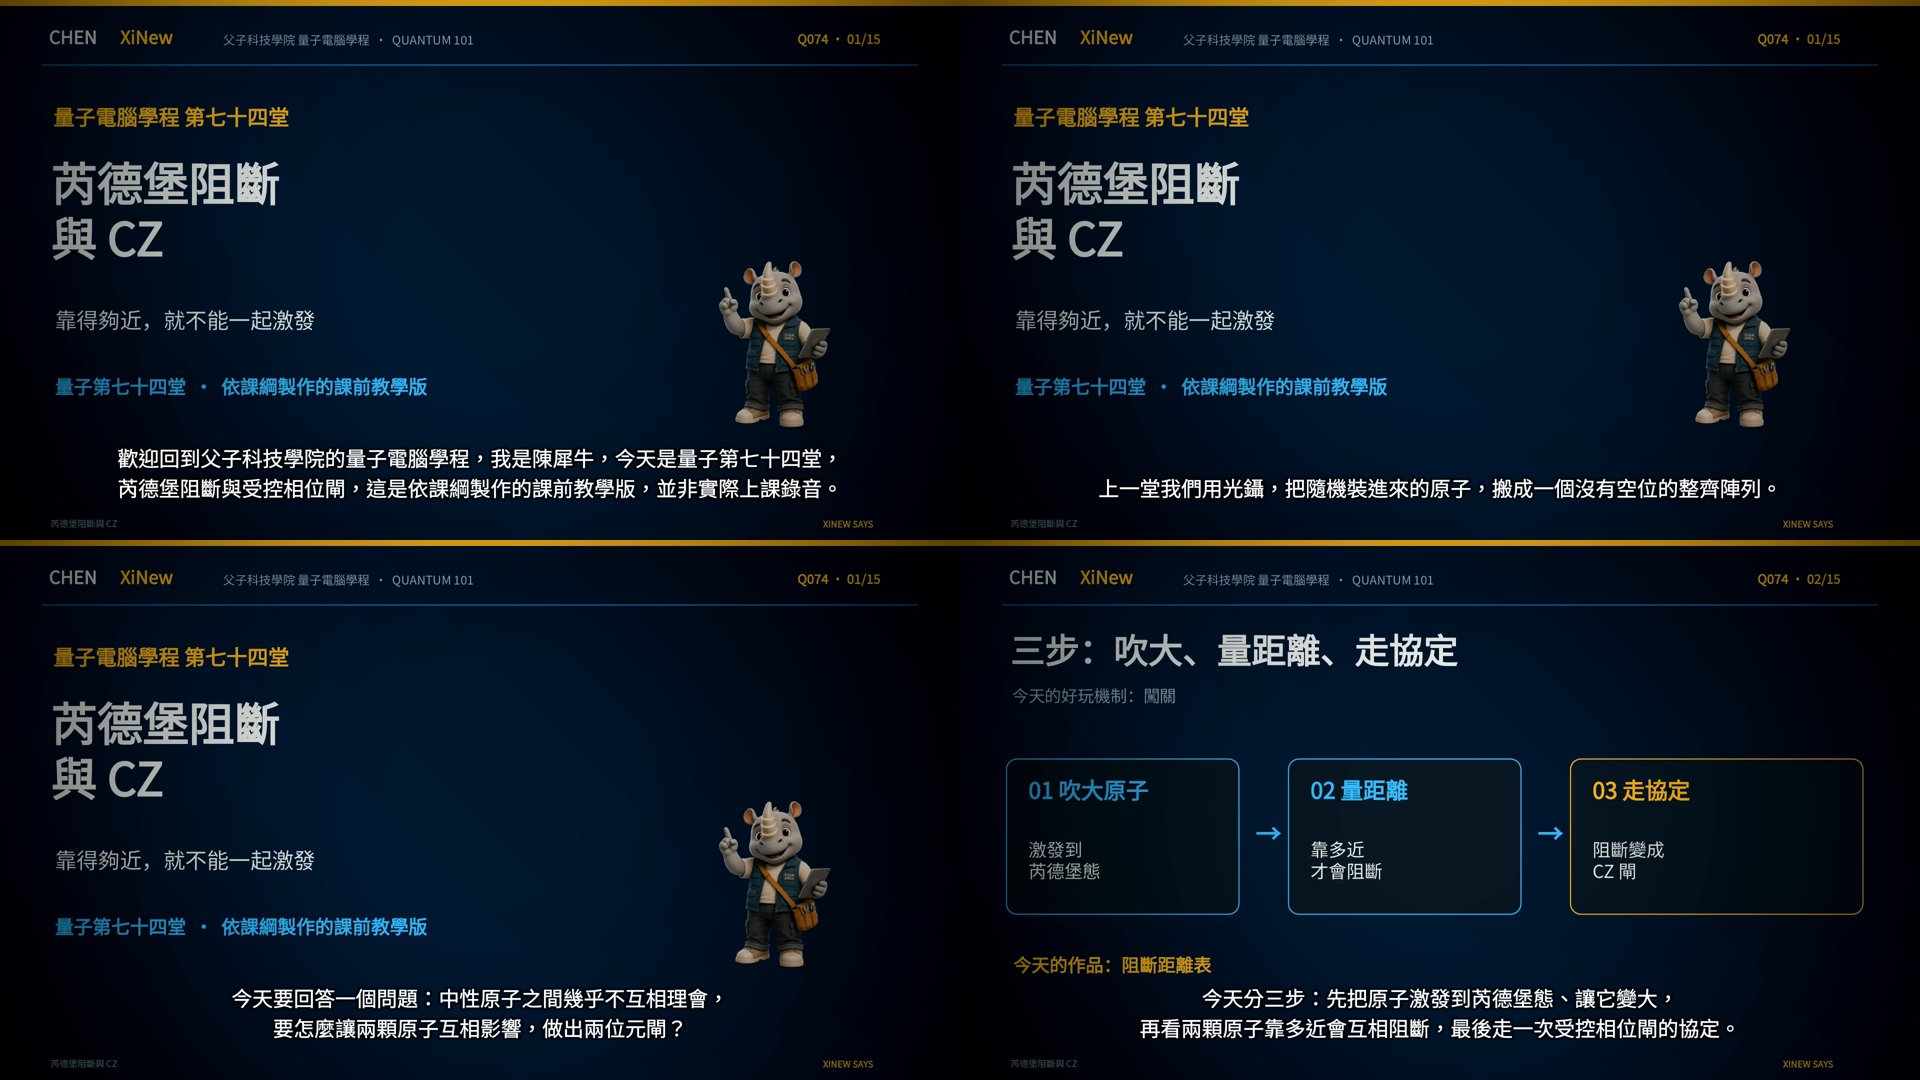 CHEN XiNew 父子科技學院 量子電腦學程 · QUANTUM 101 Q074 · 01/15
量子電腦學程 第七十四堂
芮德堡阻斷
與 CZ
靠得夠近，就不能一起激發
量子第七十四堂 · 依課綱製作的課前教學版
歡迎回到父子科技學院的量子電腦學程，我是陳犀牛，今天是量子第七十四堂，
芮德堡阻斷與受控相位閘，這是依課綱製作的課前教學版，並非實際上課錄音。
芮德堡阻斷與 CZ XINEW SAYS
CHEN XiNew 父子科技學院 量子電腦學程 · QUANTUM 101 Q074 · 01/15
量子電腦學程 第七十四堂
芮德堡阻斷
與 CZ
靠得夠近，就不能一起激發
量子第七十四堂 · 依課綱製作的課前教學版
上一堂我們用光鑷，把隨機裝進來的原子，搬成一個沒有空位的整齊陣列。
芮德堡阻斷與 CZ XINEW SAYS
CHEN XiNew 父子科技學院 量子電腦學程 · QUANTUM 101 Q074 · 01/15
量子電腦學程 第七十四堂
芮德堡阻斷
與 CZ
靠得夠近，就不能一起激發
量子第七十四堂 · 依課綱製作的課前教學版
今天要回答一個問題：中性原子之間幾乎不互相理會，
要怎麼讓兩顆原子互相影響，做出兩位元閘？
芮德堡阻斷與 CZ XINEW SAYS
CHEN XiNew 父子科技學院 量子電腦學程 · QUANTUM 101 Q074 · 02/15
三步：吹大、量距離、走協定
今天的好玩機制：闖關
01 吹大原子
激發到
芮德堡態
→
02 量距離
靠多近
才會阻斷
→
03 走協定
阻斷變成
CZ 閘
今天的作品：阻斷距離表
今天分三步：先把原子激發到芮德堡態、讓它變大，
再看兩顆原子靠多近會互相阻斷，最後走一次受控相位閘的協定。
芮德堡阻斷與 CZ XINEW SAYS